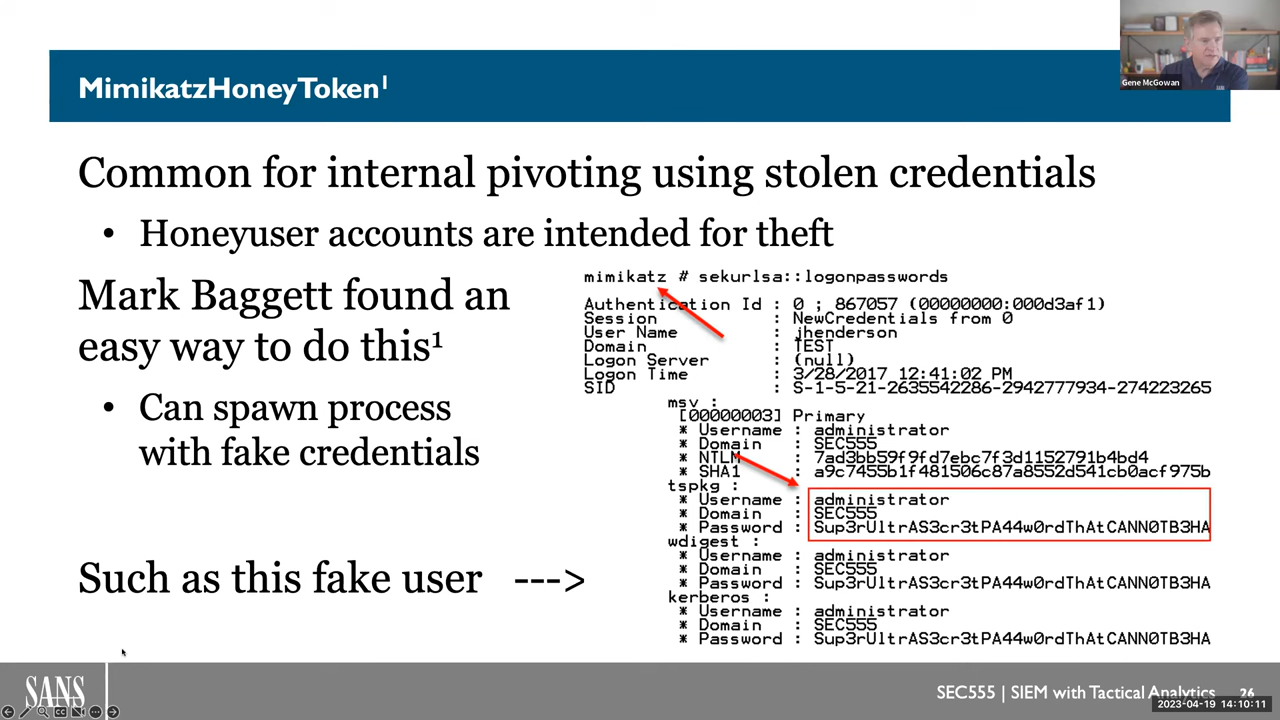 Gene McGowan
MimikatzHoneyToken¹
Common for internal pivoting using stolen credentials
• Honeyuser accounts are intended for theft
Mark Baggett found an
easy way to do this¹
• Can spawn process
with fake credentials
Such as this fake user --->
mimikatz # sekurlsa::logonpasswords
Authentication Id : 0 ; 867057 (00000000:000d3af1)
Session : NewCredentials from 0
User Name : jhenderson
Domain : TEST
Logon Server : (null)
Logon Time : 3/28/2017 12:41:02 PM
SID : S-1-5-21-2635542286-2942777934-274223265
msv :
[00000003] Primary
* Username : administrator
* Domain : SEC555
* NTLM : 7ad3bb59f9fd7ebc7f3d1152791b4bd4
* SHA1 : a9c7455b1f481506c87a8552d541cb0acf975b
tspkg :
* Username : administrator
* Domain : SEC555
* Password : Sup3rUltrAS3cr3tPA44w0rdThAtCANN0TB3HA
wdigest :
* Username : administrator
* Domain : SEC555
* Password : Sup3rUltrAS3cr3tPA44w0rdThAtCANN0TB3HA
kerberos :
* Username : administrator
* Domain : SEC555
* Password : Sup3rUltrAS3cr3tPA44w0rdThAtCANN0TB3HA
SANS
SEC555 | SIEM with Tactical Analytics 26
2023-04-19 14:10:11